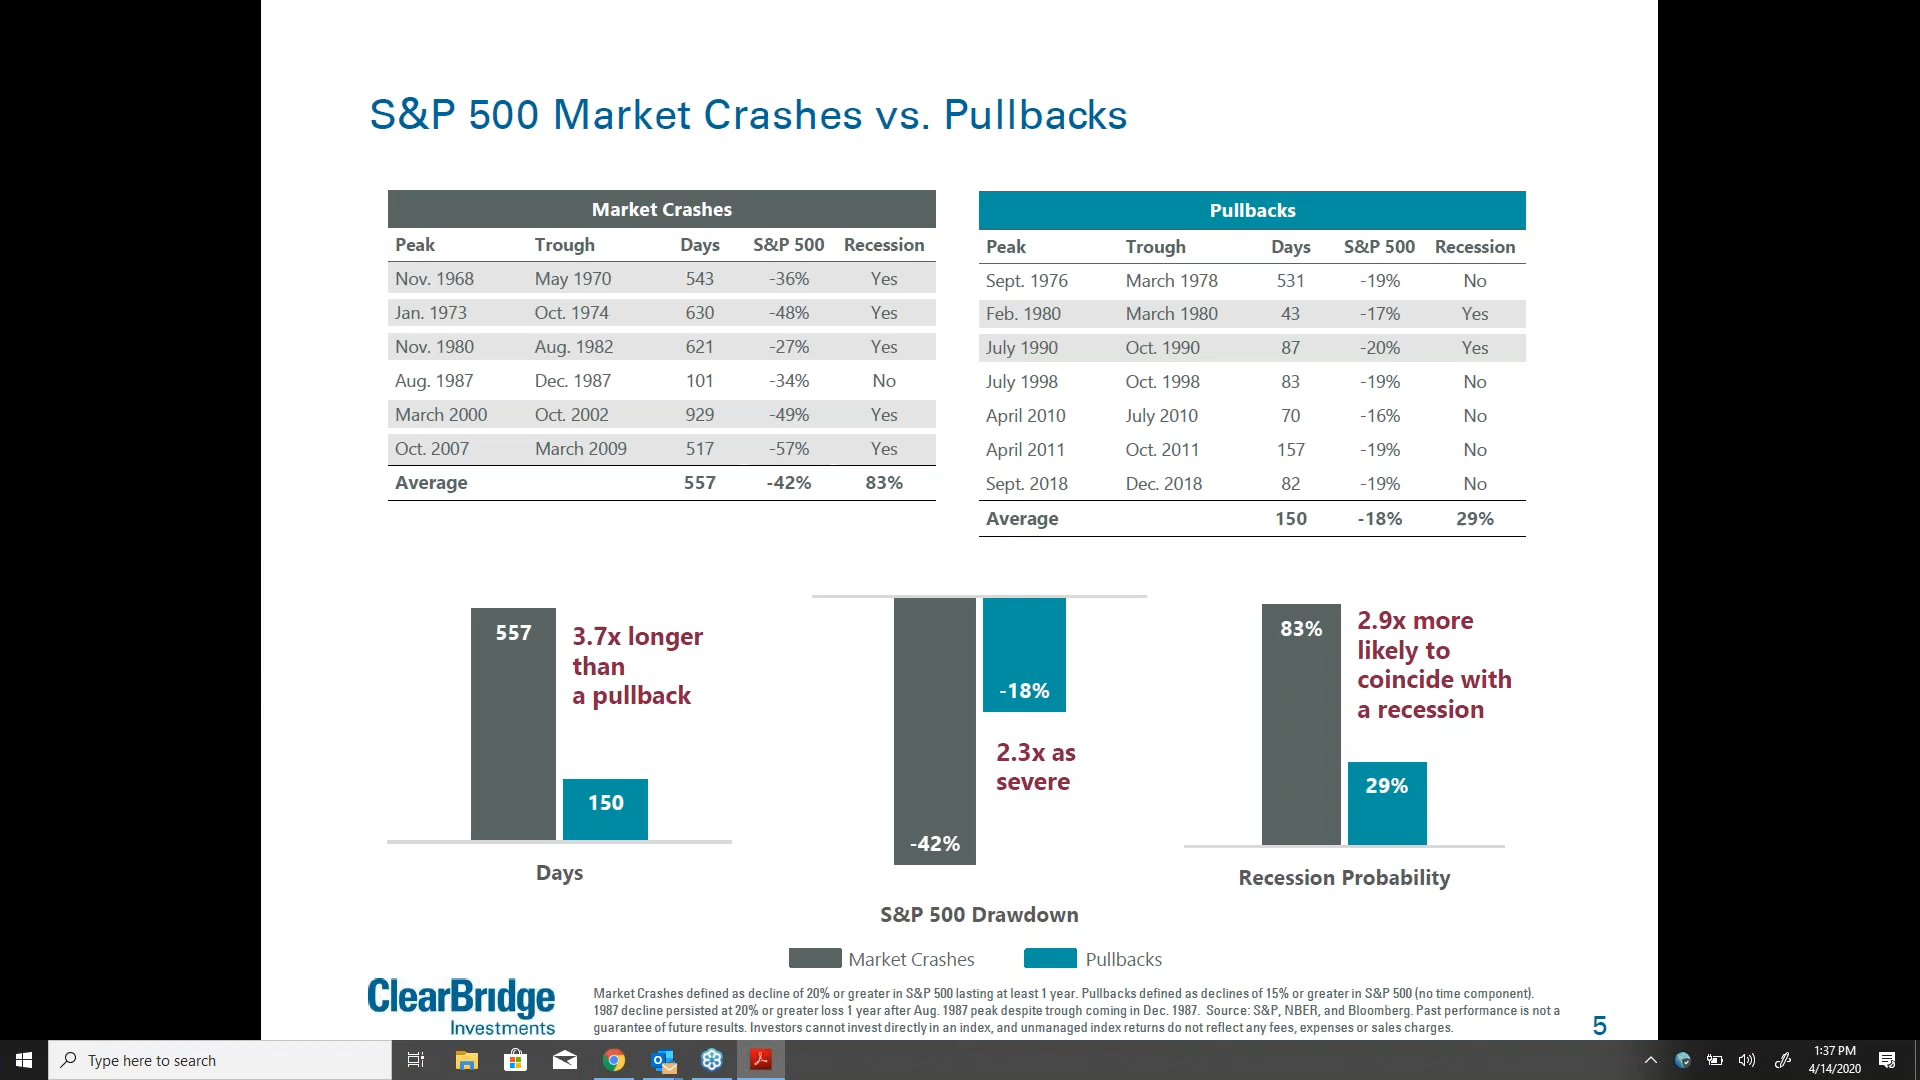 S&P 500 Market Crashes vs. Pullbacks
Market Crashes
Peak Trough Days S&P 500 Recession
Nov. 1968 May 1970 543 -36% Yes
Jan. 1973 Oct. 1974 630 -48% Yes
Nov. 1980 Aug. 1982 621 -27% Yes
Aug. 1987 Dec. 1987 101 -34% No
March 2000 Oct. 2002 929 -49% Yes
Oct. 2007 March 2009 517 -57% Yes
Average 557 -42% 83%
Pullbacks
Peak Trough Days S&P 500 Recession
Sept. 1976 March 1978 531 -19% No
Feb. 1980 March 1980 43 -17% Yes
July 1990 Oct. 1990 87 -20% Yes
July 1998 Oct. 1998 83 -19% No
April 2010 July 2010 70 -16% No
April 2011 Oct. 2011 157 -19% No
Sept. 2018 Dec. 2018 82 -19% No
Average 150 -18% 29%
557
3.7x longer
than
a pullback
150
Days
-18%
2.3x as
severe
-42%
S&P 500 Drawdown
83%
2.9x more
likely to
coincide with
a recession
29%
Recession Probability
Market Crashes Pullbacks
ClearBridge
Investments
Market Crashes defined as decline of 20% or greater in S&P 500 lasting at least 1 year. Pullbacks defined as declines of 15% or greater in S&P 500 (no time component).
1987 decline persisted at 20% or greater loss 1 year after Aug. 1987 peak despite trough coming in Dec. 1987. Source: S&P, NBER, and Bloomberg. Past performance is not a
guarantee of future results. Investors cannot invest directly in an index, and unmanaged index returns do not reflect any fees, expenses or sales charges.
5
Type here to search
1:37 PM
4/14/2020